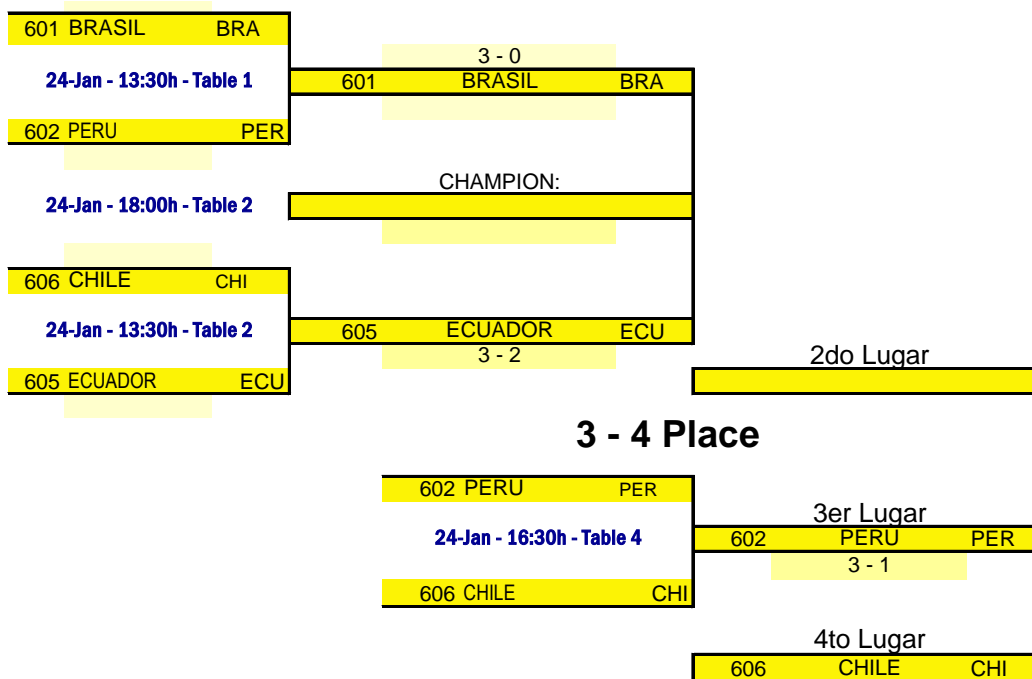 601 BRASIL BRA
3 - 0
24-Jan - 13:30h - Table 1
601 BRASIL BRA
602 PERU PER
CHAMPION:
24-Jan - 18:00h - Table 2
606 CHILE CHI
24-Jan - 13:30h - Table 2
605 ECUADOR ECU
3 - 2
2do Lugar
605 ECUADOR ECU
3 - 4 Place
602 PERU PER
3er Lugar
24-Jan - 16:30h - Table 4
602 PERU PER
3 - 1
606 CHILE CHI
4to Lugar
606 CHILE CHI